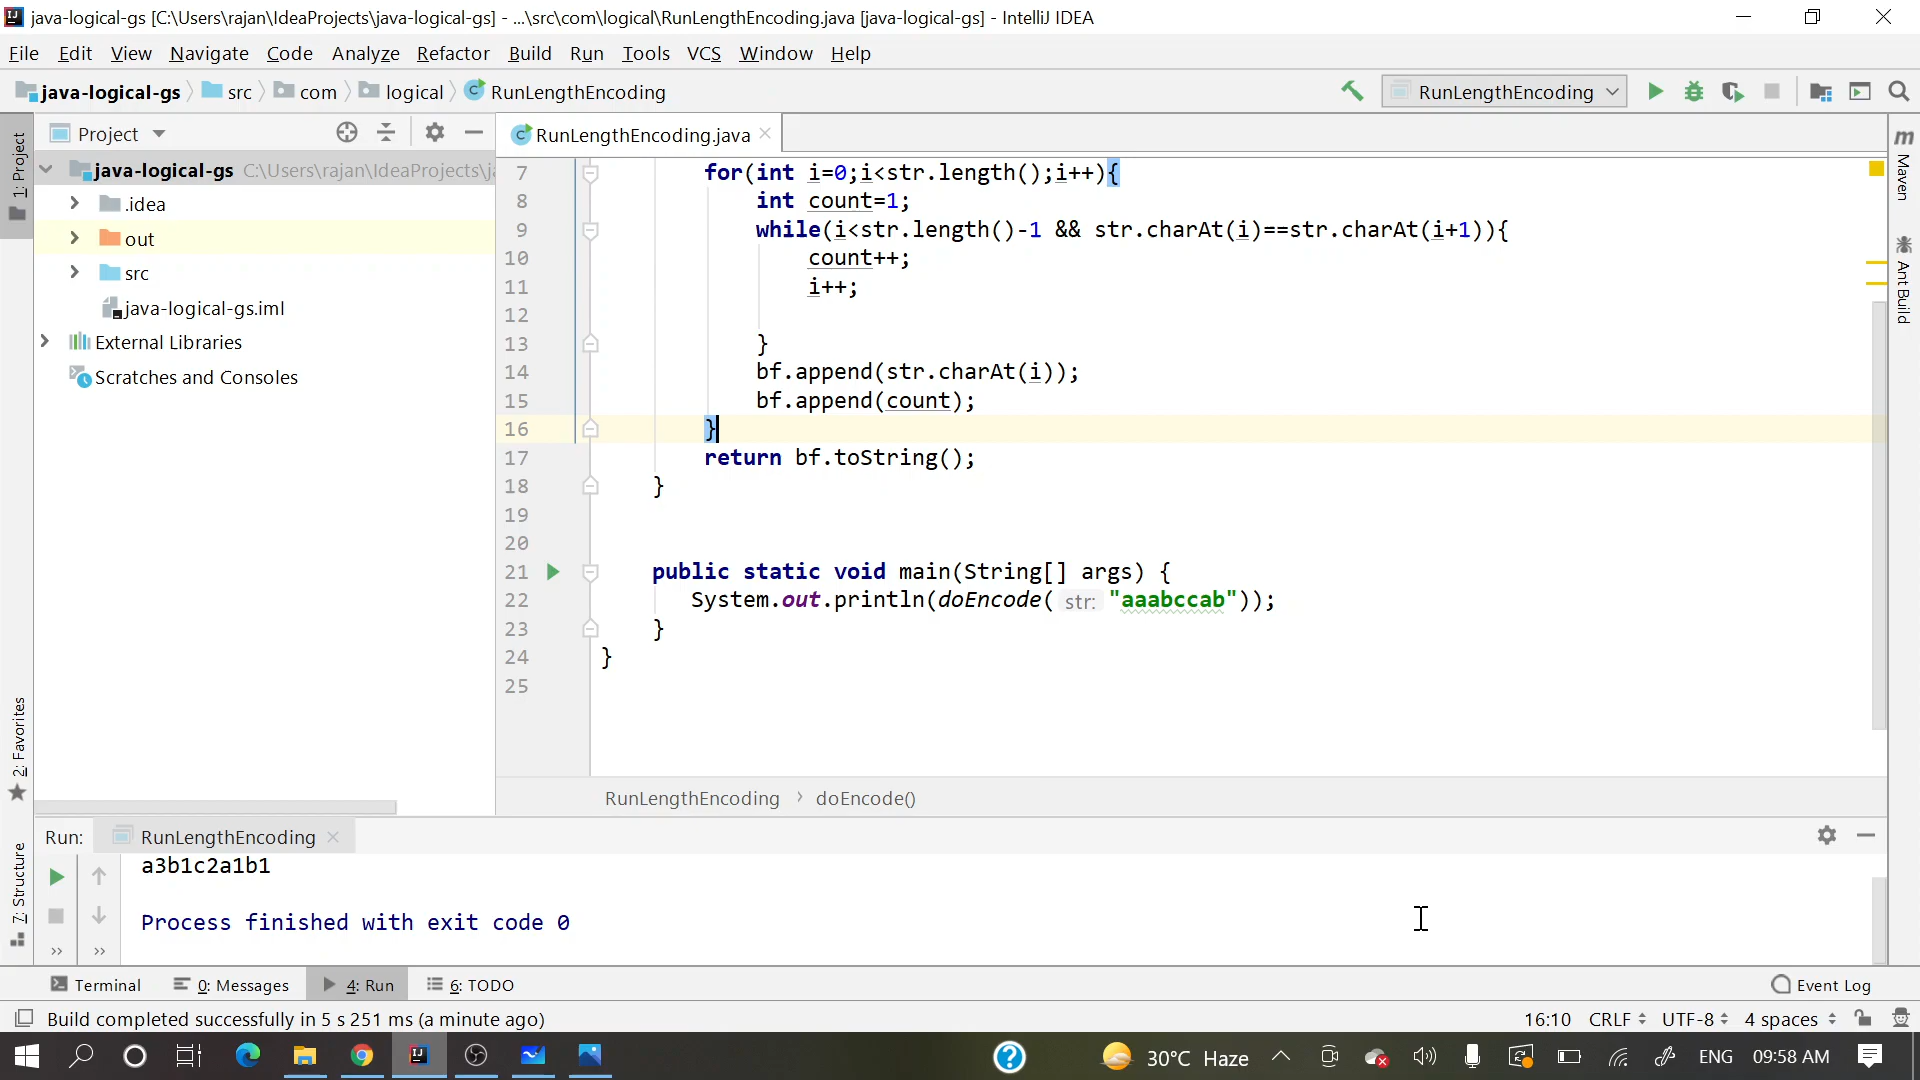 java-logical-gs [C:\Users\rajan\IdeaProjects\java-logical-gs] - ...\src\com\logical\RunLengthEncoding.java [java-logical-gs] - IntelliJ IDEA
File Edit View Navigate Code Analyze Refactor Build Run Tools VCS Window Help
java-logical-gs src com logical RunLengthEncoding RunLengthEncoding
1: Project
Project
java-logical-gs C:\Users\rajan\IdeaProjects\j
.idea
out
src
java-logical-gs.iml
External Libraries
Scratches and Consoles
RunLengthEncoding.java
7 for(int i=0;i<str.length();i++){
8 int count=1;
9 while(i<str.length()-1 && str.charAt(i)==str.charAt(i+1)){
10 count++;
11 i++;
12
13 }
14 bf.append(str.charAt(i));
15 bf.append(count);
16 }
17 return bf.toString();
18 }
19
20
21 public static void main(String[] args) {
22 System.out.println(doEncode( str: "aaabccab"));
23 }
24 }
25
RunLengthEncoding › doEncode()
Maven
Ant Build
2: Favorites
7: Structure
Run: RunLengthEncoding
a3b1c2a1b1
Process finished with exit code 0
Terminal 0: Messages 4: Run 6: TODO Event Log
Build completed successfully in 5 s 251 ms (a minute ago) 16:10 CRLF UTF-8 4 spaces
30°C Haze ENG 09:58 AM